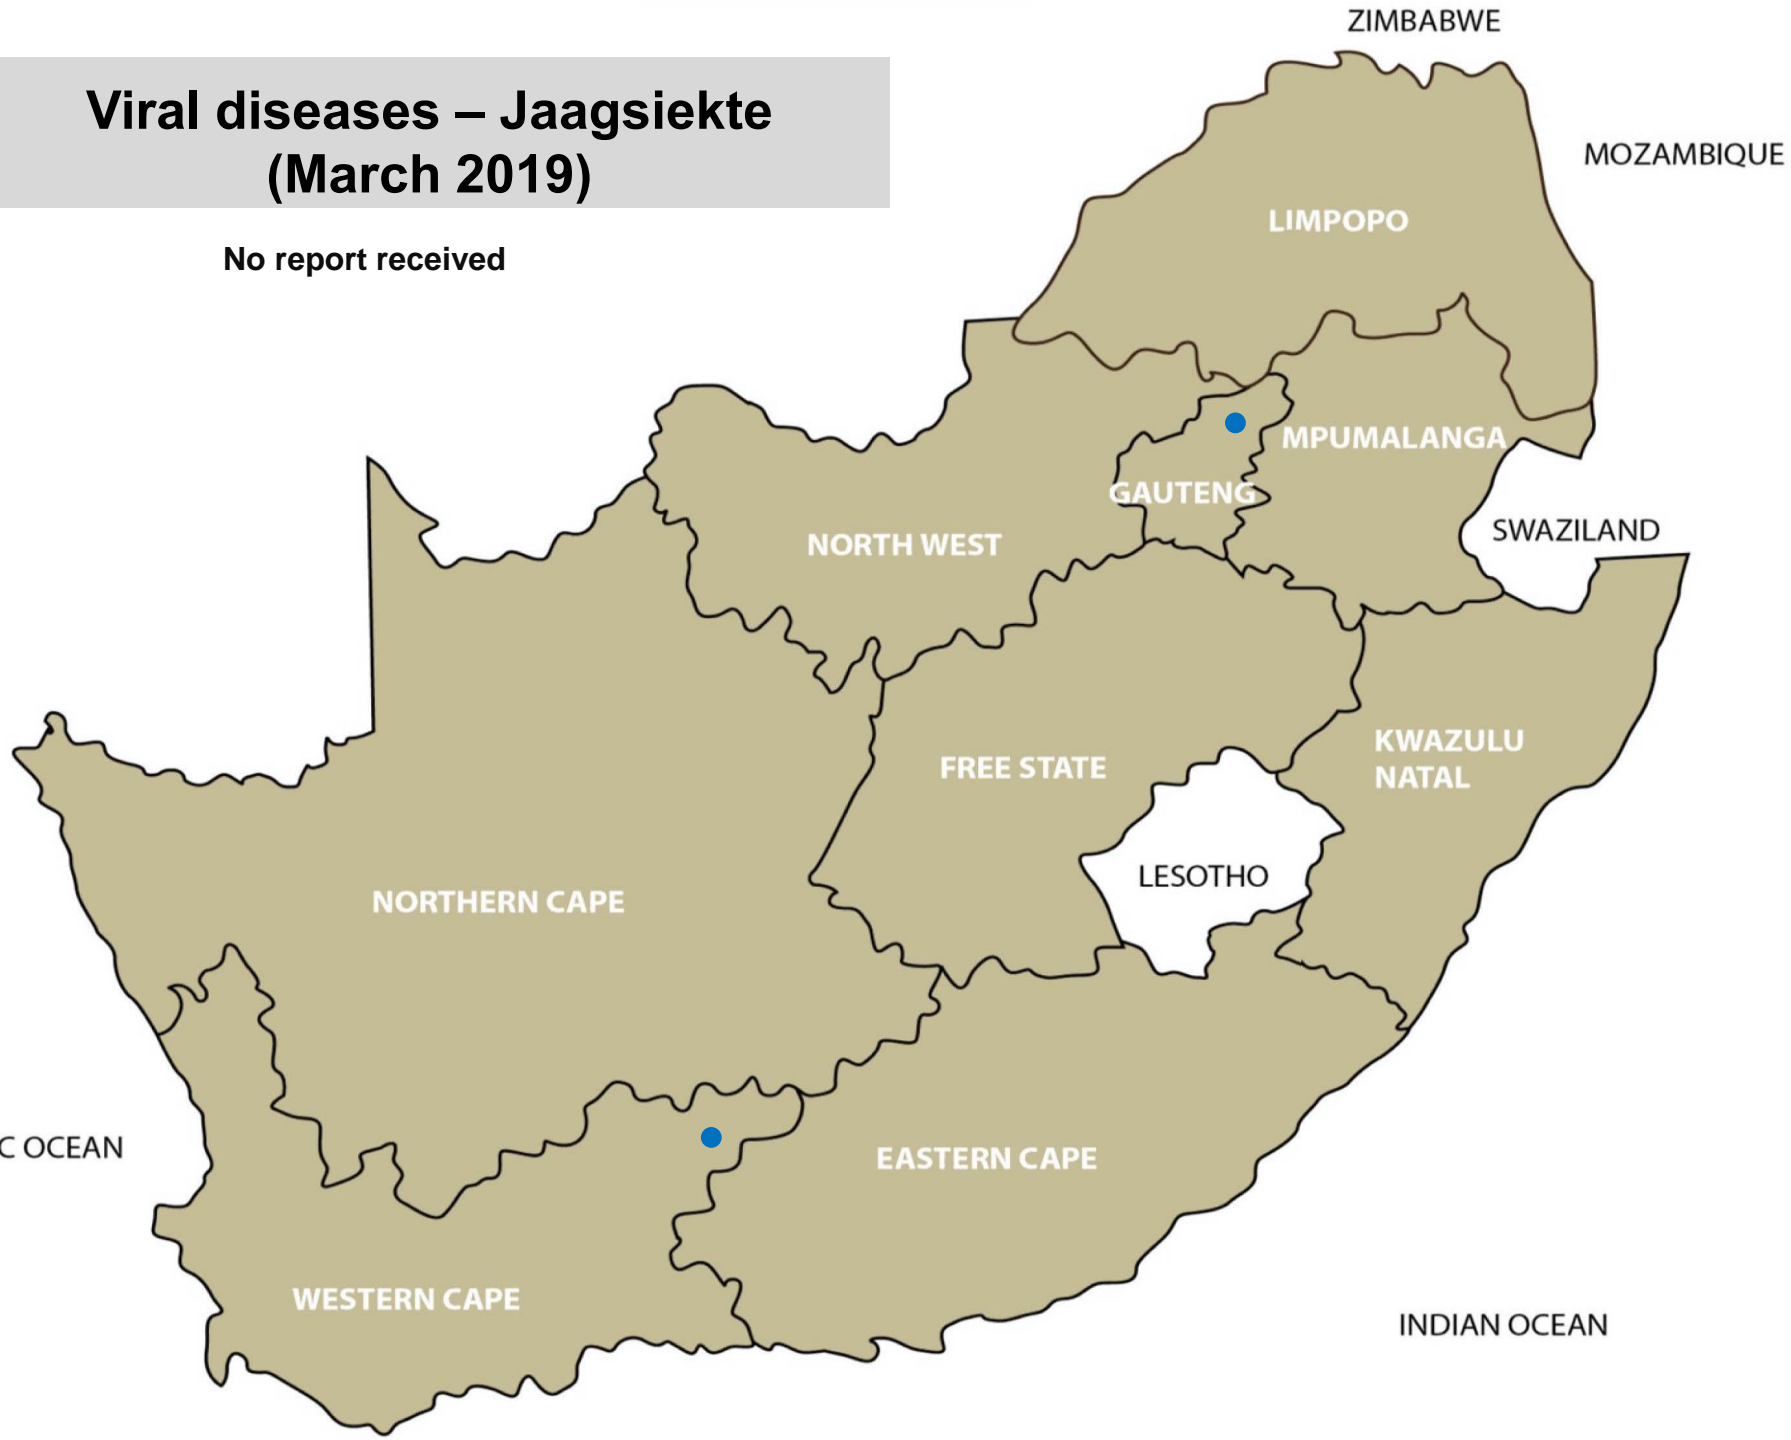 ZIMBABWE
Viral diseases – Jaagsiekte
(March 2019)
MOZAMBIQUE
LIMPOPO
No report received
MPUMALANGA
GAUTENG
SWAZILAND
NORTH WEST
KWAZULU
NATAL
FREE STATE
LESOTHO
NORTHERN CAPE
C OCEAN
EASTERN CAPE
WESTERN CAPE
INDIAN OCEAN